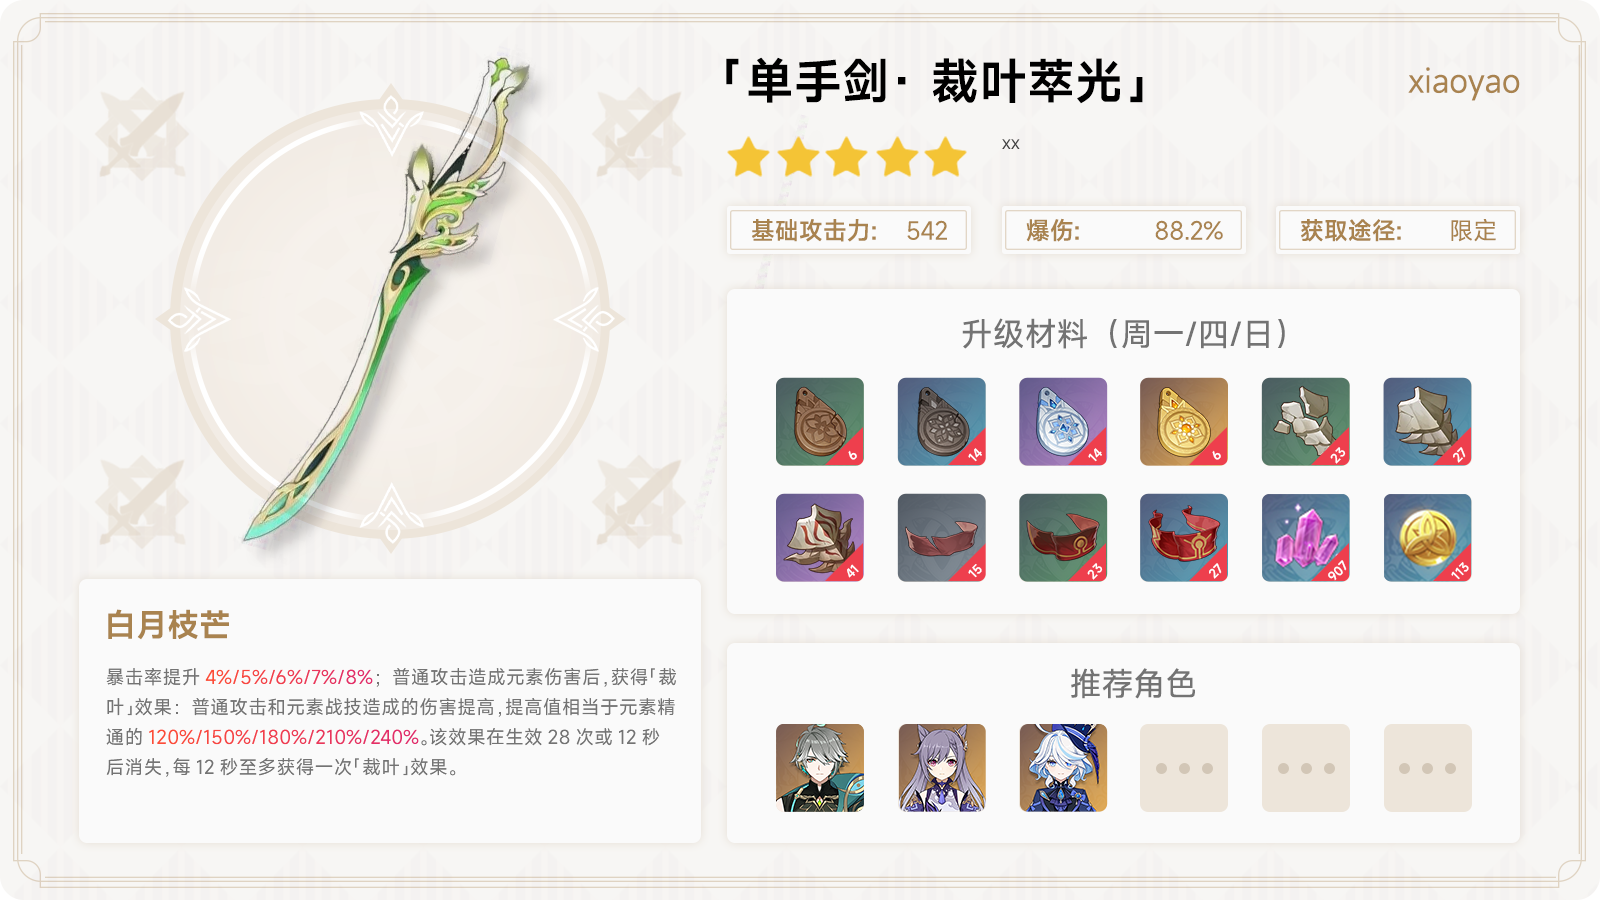 「单手剑· 裁叶萃光」
xiaoyao
xx
基础攻击力: 542
爆伤: 88.2%
获取途径: 限定
升级材料（周一/四/日）
6 14 14 6 23 27
41 15 23 27 907 113
白月枝芒
暴击率提升 4%/5%/6%/7%/8%；普通攻击造成元素伤害后,获得「裁
叶」效果：普通攻击和元素战技造成的伤害提高,提高值相当于元素精
通的 120%/150%/180%/210%/240%。该效果在生效 28 次或 12 秒
后消失,每 12 秒至多获得一次「裁叶」效果。
推荐角色